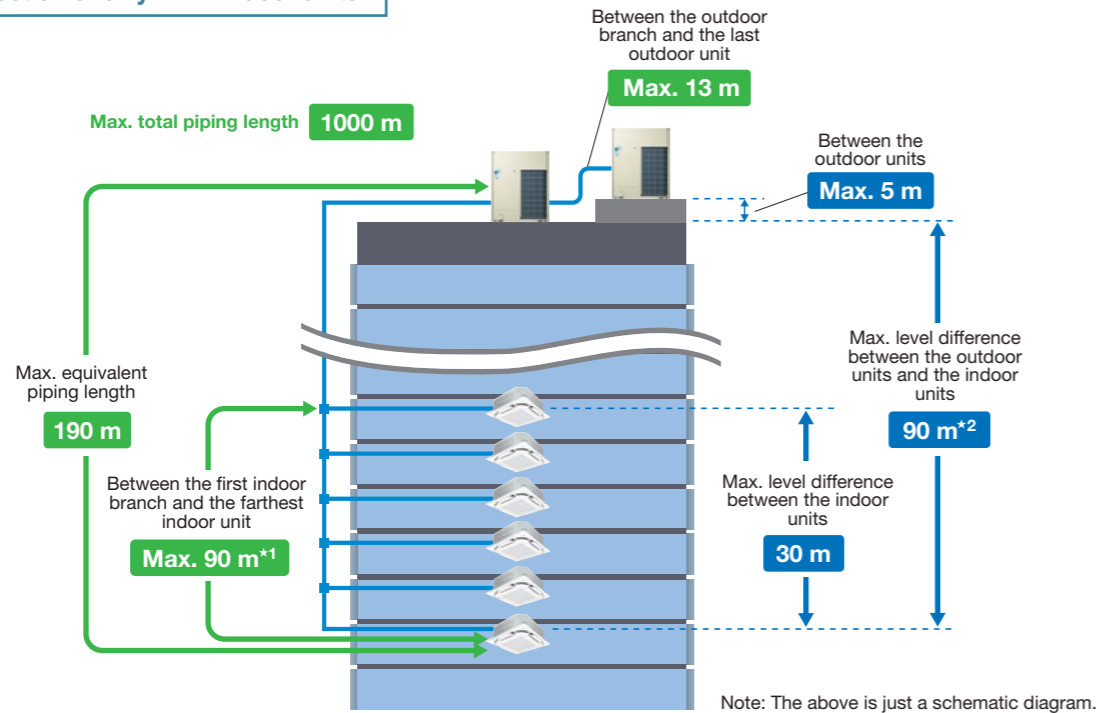 Between the outdoor
branch and the last
outdoor unit
Max. 13 m
Max. total piping length 1000 m
Between the
outdoor units
Max. 5 m
Max. equivalent
piping length
190 m
Between the first indoor
branch and the farthest
indoor unit
Max. 90 m★1
Max. level difference
between the outdoor
units and the indoor
units
90 m★2
Max. level difference
between the indoor
units
30 m
Note: The above is just a schematic diagram.